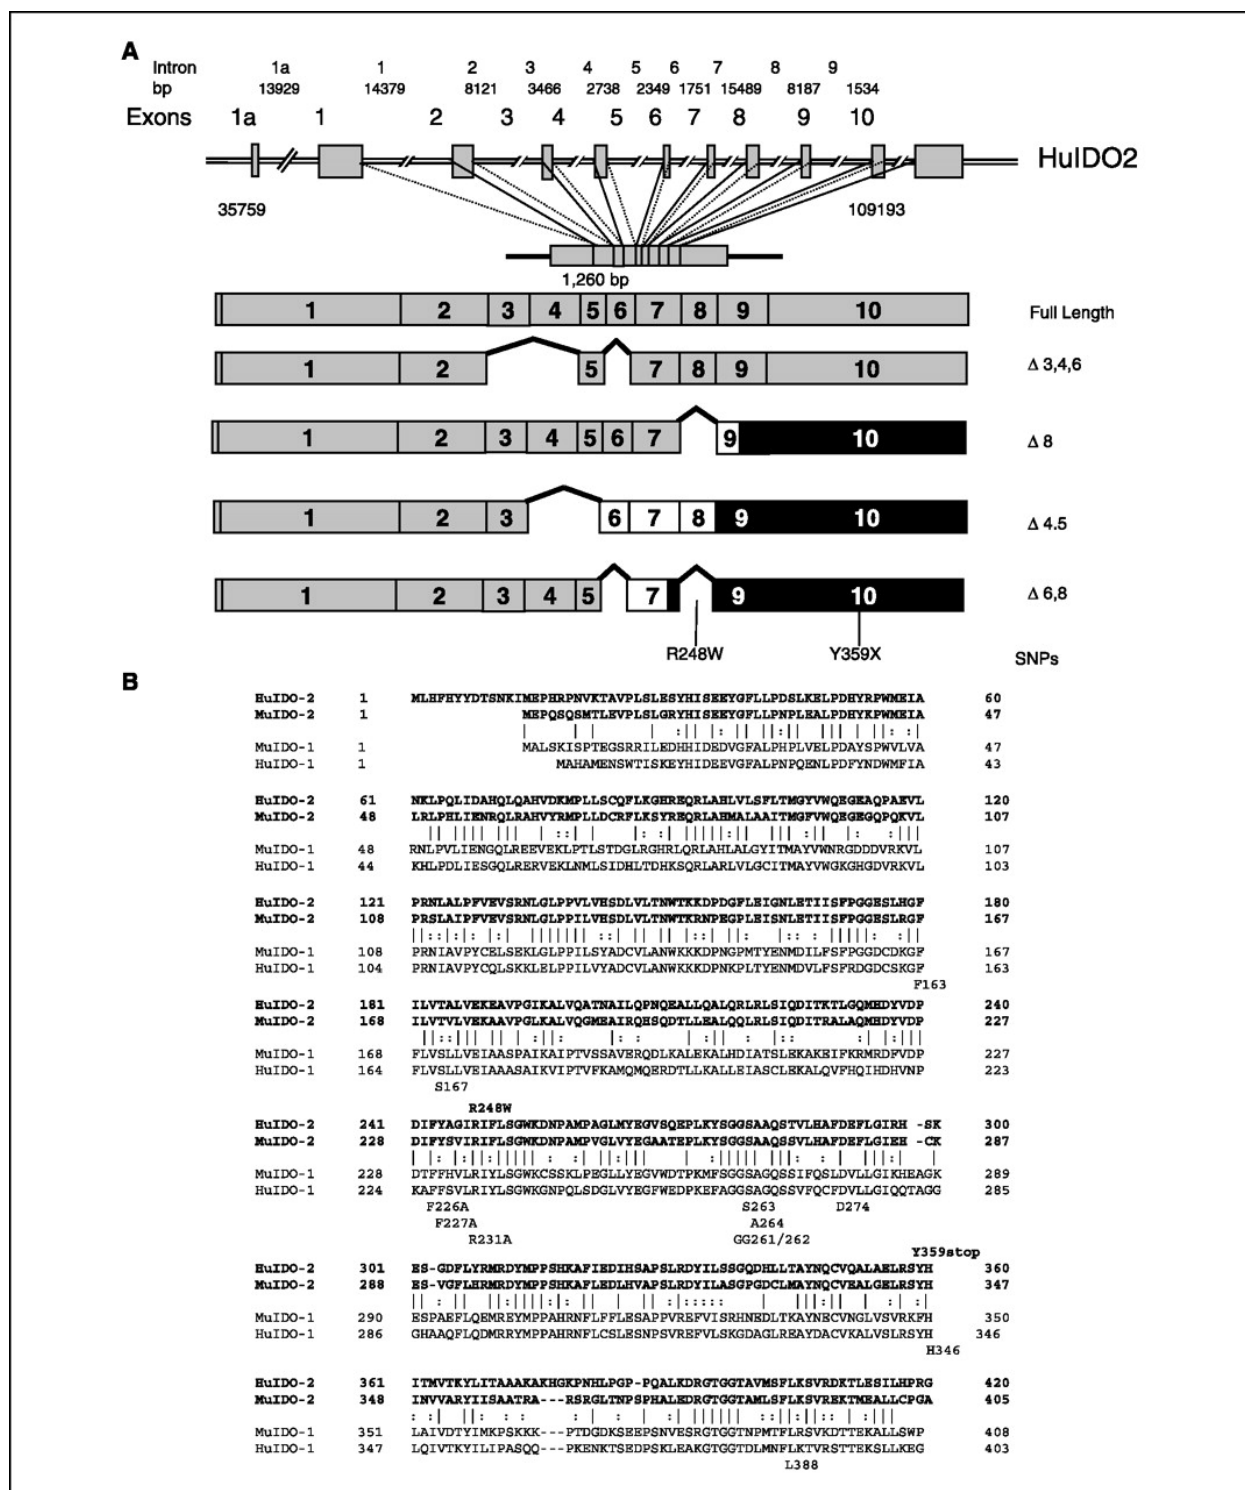 A
Intron 1a 1 2 3 4 5 6 7 8 9
bp 13929 14379 8121 3466 2738 2349 1751 15489 8187 1534
Exons 1a 1 2 3 4 5 6 7 8 9 10
HuIDO2
35759 109193
1,260 bp
1 2 3 4 5 6 7 8 9 10 Full Length
1 2 5 7 8 9 10 Δ 3,4,6
1 2 3 4 5 6 7 9 10 Δ 8
1 2 3 6 7 8 9 10 Δ 4.5
1 2 3 4 5 7 9 10 Δ 6,8
R248W Y359X SNPs
B
HuIDO-2 1 MLHFHYYDTSNKIMEPHRPNVKTAVPLSLESYHISEEYGFLLPDSLKELPDHYRPWMEIA 60
MuIDO-2 1 MEPQSQSMTLEVPLSLGRYHISEEYGFLLPNPLEALPDHYKPWMEIA 47
MuIDO-1 1 MALSKISPTEGSRRILEDHHIDEDVGFALPHPLVELPDAYSPWVLVA 47
HuIDO-1 1 MAHAMENSWTISKEYHIDEEVGFALPNPQENLPDFYNDWMFIA 43
HuIDO-2 61 NKLPQLIDAHQLQAHVDKMPLLSCQFLKGHREQRLAHLVLSFLTMGYVWQEGEAQPAEVL 120
MuIDO-2 48 LRLPHLIENRQLRAHVYRMPLLDCRFLKSYREQRLAHMALAAITMGFVWQEGEGQPQKVL 107
MuIDO-1 48 RNLPVLIENGQLREEVEKLPTLSTDGLRGHRLQRLAHLALGYITMAYVWNRGDDDVRKVL 107
HuIDO-1 44 KHLPDLIESGQLRERVEKLNMLSIDHLTDHKSQRLARLVLGCITMAYVWGKGHGDVRKVL 103
HuIDO-2 121 PRNLALPFVEVSRNLGLPPVLVHSDLVLTNWTKKDPDGFLEIGNLETIISFPGGESLHGF 180
MuIDO-2 108 PRSLAIPFVEVSRNLGLPPILVHSDLVLTNWTKRNPEGPLEISNLETIISFPGGESLRGF 167
MuIDO-1 108 PRNIAVPYCELSEKLGLPPILSYADCVLANWKKKDPNGPMTYENMDILFSFPGGDCDKGF 167
HuIDO-1 104 PRNIAVPYCQLSKKLELPPILVYADCVLANWKKKDPNKPLTYENMDVLFSFRDGDCSKGF 163
F163
HuIDO-2 181 ILVTALVEKEAVPGIKALVQATNAILQPNQEALLQALQRLRLSIQDITKTLGQMHDYVDP 240
MuIDO-2 168 ILVTVLVEKAAVPGLKALVQGMEAIRQHSQDTLLEALQQLRLSIQDITRALAQMHDYVDP 227
MuIDO-1 168 FLVSLLVEIAASPAIKAIPTVSSAVERQDLKALEKALHDIATSLEKAKEIFKRMRDFVDP 227
HuIDO-1 164 FLVSLLVEIAAASAIKVIPTVFKAMQMQERDTLLKALLEIASCLEKALQVFHQIHDHVNP 223
S167
R248W
HuIDO-2 241 DIFYAGIRIFLSGWKDNPAMPAGLMYEGVSQEPLKYSGGSAAQSTVLHAFDEFLGIRH -SK 300
MuIDO-2 228 DIFYSVIRIFLSGWKDNPAMPVGLVYEGAATEPLKYSGGSAAQSSVLHAFDEFLGIEH -CK 287
MuIDO-1 228 DTFFHVLRIYLSGWKCSSKLPEGLLYEGVWDTPKMFSGGSAGQSSIFQSLDVLLGIKHEAGK 289
HuIDO-1 224 KAFFSVLRIYLSGWKGNPQLSDGLVYEGFWEDPKEFAGGSAGQSSVFQCFDVLLGIQQTAGG 285
F226A S263 D274
F227A A264
R231A GG261/262
Y359stop
HuIDO-2 301 ES-GDFLYRMRDYMPPSHKAFIEDIHSAPSLRDYILSSGQDHLLTAYNQCVQALAELRSYH 360
MuIDO-2 288 ES-VGFLHRMRDYMPPSHKAFLEDLHVAPSLRDYILASGPGDCLMAYNQCVEALGELRSYH 347
MuIDO-1 290 ESPAEFLQEMREYMPPAHRNFLFFLESAPPVREFVISRHNEDLTKAYNECVNGLVSVRKFH 350
HuIDO-1 286 GHAAQFLQDMRRYMPPAHRNFLCSLESNPSVREFVLSKGDAGLREAYDACVKALVSLRSYH 346
H346
HuIDO-2 361 ITMVTKYLITAAAKAKHGKPNHLPGP-PQALKDRGTGGTAVMSFLKSVRDKTLESILHPRG 420
MuIDO-2 348 INVVARYIISAATRA---RSRGLTNPSPHALEDRGTGGTAMLSFLKSVREKTMEALLCPGA 405
MuIDO-1 351 LAIVDTYIMKPSKKK---PTDGDKSEEPSNVESRGTGGTNPMTFLRSVKDTTEKALLSWP 408
HuIDO-1 347 LQIVTKYILIPASQQ---PKENKTSEDPSKLEAKGTGGTDLMNFLKTVRSTTEKSLLKEG 403
L388